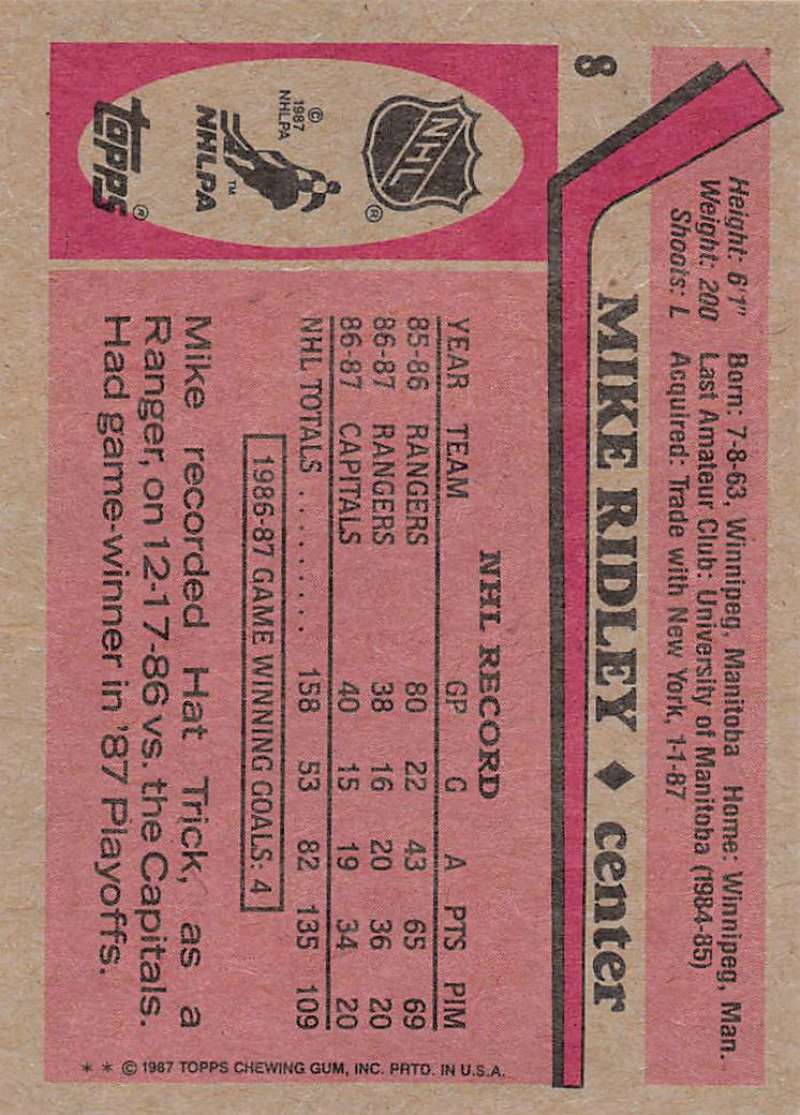 8
Height: 6'1" Born: 7-8-63, Winnipeg, Manitoba Home: Winnipeg, Man.
Weight: 200 Last Amateur Club: University of Manitoba (1984-85)
Shoots: L Acquired: Trade with New York, 1-1-87
MIKE RIDLEY ♦ center
NHL
®
© 1987 NHLPA
NHLPA
™
TOPPS
®
NHL RECORD
YEAR TEAM GP G A PTS PIM
85-86 RANGERS 80 22 43 65 69
86-87 RANGERS 38 16 20 36 20
86-87 CAPITALS 40 15 19 34 20
NHL TOTALS ......... 158 53 82 135 109
1986-87 GAME WINNING GOALS: 4
Mike recorded Hat Trick, as a
Ranger, on 12-17-86 vs. the Capitals.
Had game-winner in '87 Playoffs.
* * © 1987 TOPPS CHEWING GUM, INC. PRTD. IN U.S.A.